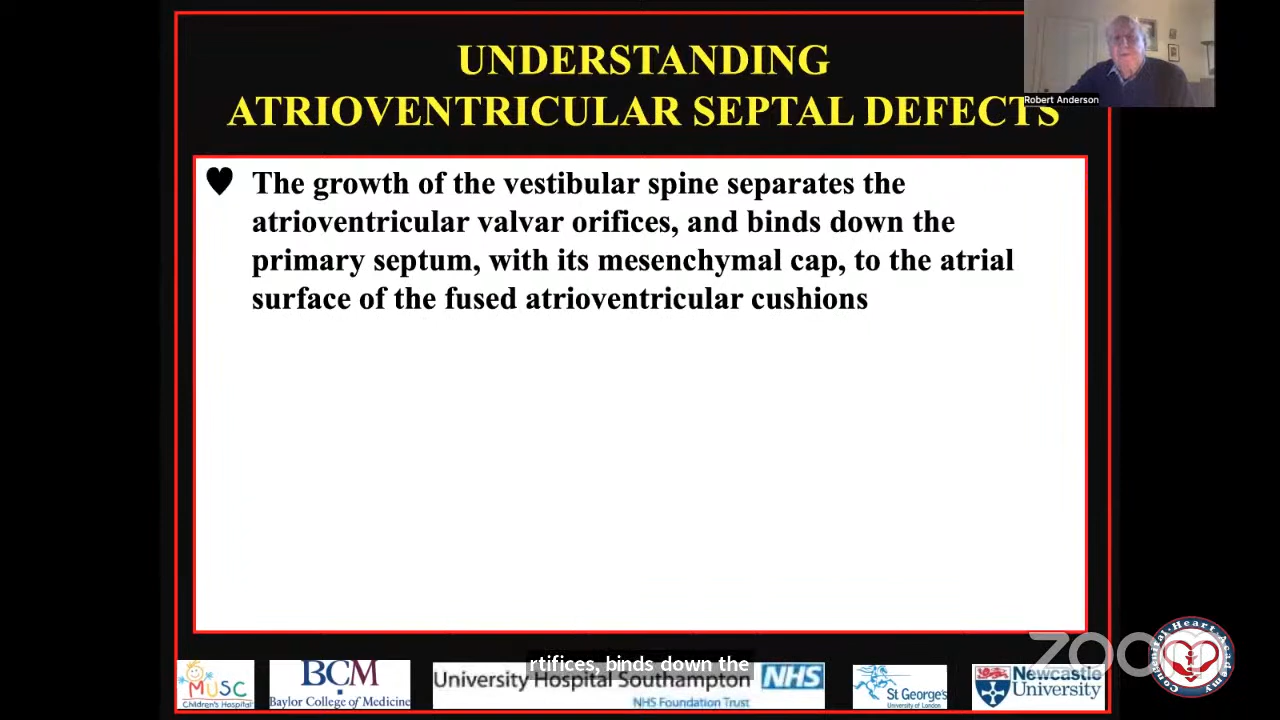 UNDERSTANDING
ATRIOVENTRICULAR SEPTAL DEFECTS
Robert Anderson
The growth of the vestibular spine separates the
atrioventricular valvar orifices, and binds down the
primary septum, with its mesenchymal cap, to the atrial
surface of the fused atrioventricular cushions
rtifices, binds down the
MUSC
Children's Hospital
BCM
Baylor College of Medicine
University Hospital Southampton
NHS
NHS Foundation Trust
St George's
University of London
Newcastle
University
zoom
Congenital Heart Academy